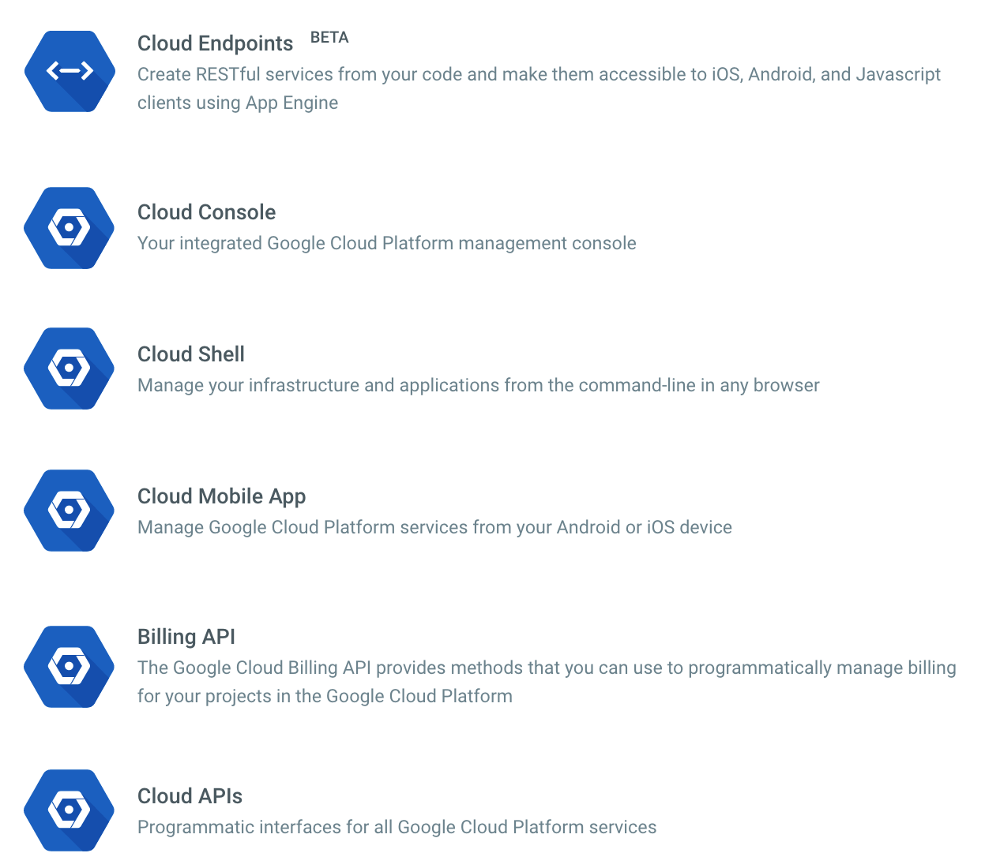 Cloud Endpoints BETA
Create RESTful services from your code and make them accessible to iOS, Android, and Javascript
clients using App Engine
Cloud Console
Your integrated Google Cloud Platform management console
Cloud Shell
Manage your infrastructure and applications from the command-line in any browser
Cloud Mobile App
Manage Google Cloud Platform services from your Android or iOS device
Billing API
The Google Cloud Billing API provides methods that you can use to programmatically manage billing
for your projects in the Google Cloud Platform
Cloud APIs
Programmatic interfaces for all Google Cloud Platform services